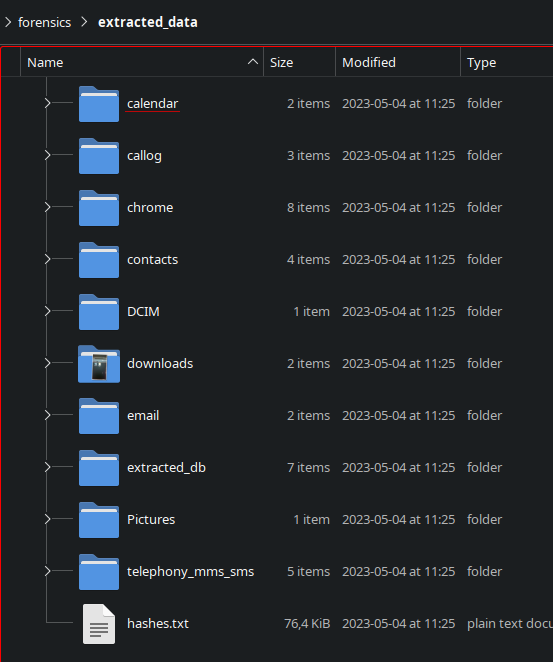 forensics extracted_data
Name Size Modified Type
calendar 2 items 2023-05-04 at 11:25 folder
callog 3 items 2023-05-04 at 11:25 folder
chrome 8 items 2023-05-04 at 11:25 folder
contacts 4 items 2023-05-04 at 11:25 folder
DCIM 1 item 2023-05-04 at 11:25 folder
downloads 2 items 2023-05-04 at 11:25 folder
email 2 items 2023-05-04 at 11:25 folder
extracted_db 7 items 2023-05-04 at 11:25 folder
Pictures 1 item 2023-05-04 at 11:25 folder
telephony_mms_sms 5 items 2023-05-04 at 11:25 folder
hashes.txt 76,4 KiB 2023-05-04 at 11:25 plain text docu